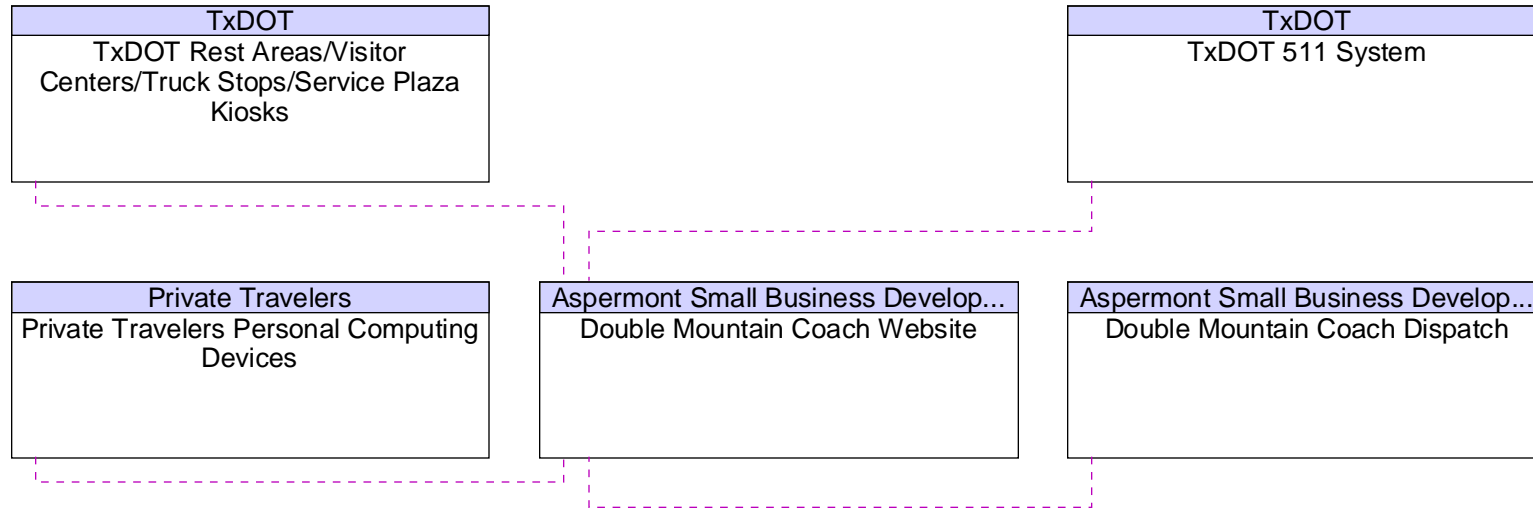 TxDOT
TxDOT Rest Areas/Visitor
Centers/Truck Stops/Service Plaza
Kiosks
TxDOT
TxDOT 511 System
Private Travelers
Private Travelers Personal Computing
Devices
Aspermont Small Business Develop...
Double Mountain Coach Website
Aspermont Small Business Develop...
Double Mountain Coach Dispatch